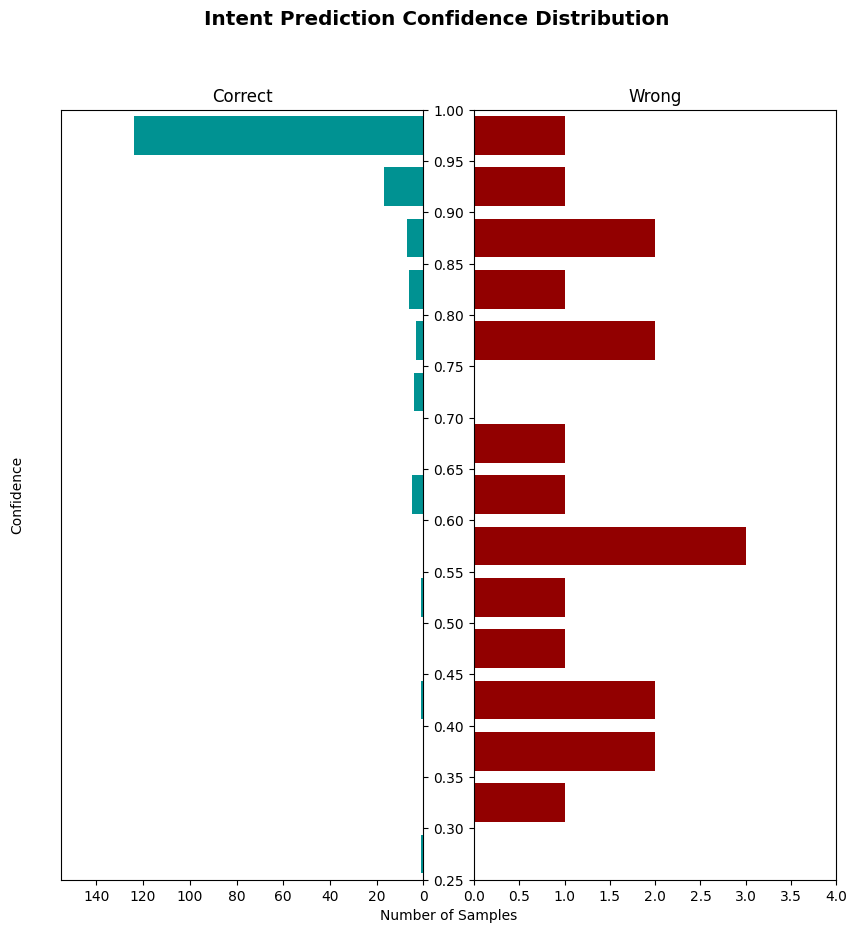 Intent Prediction Confidence Distribution
Correct
Wrong
1.00
0.95
0.90
0.85
0.80
0.75
0.70
0.65
0.60
0.55
0.50
0.45
0.40
0.35
0.30
0.25
Confidence
140 120 100 80 60 40 20 0
0.0 0.5 1.0 1.5 2.0 2.5 3.0 3.5 4.0
Number of Samples